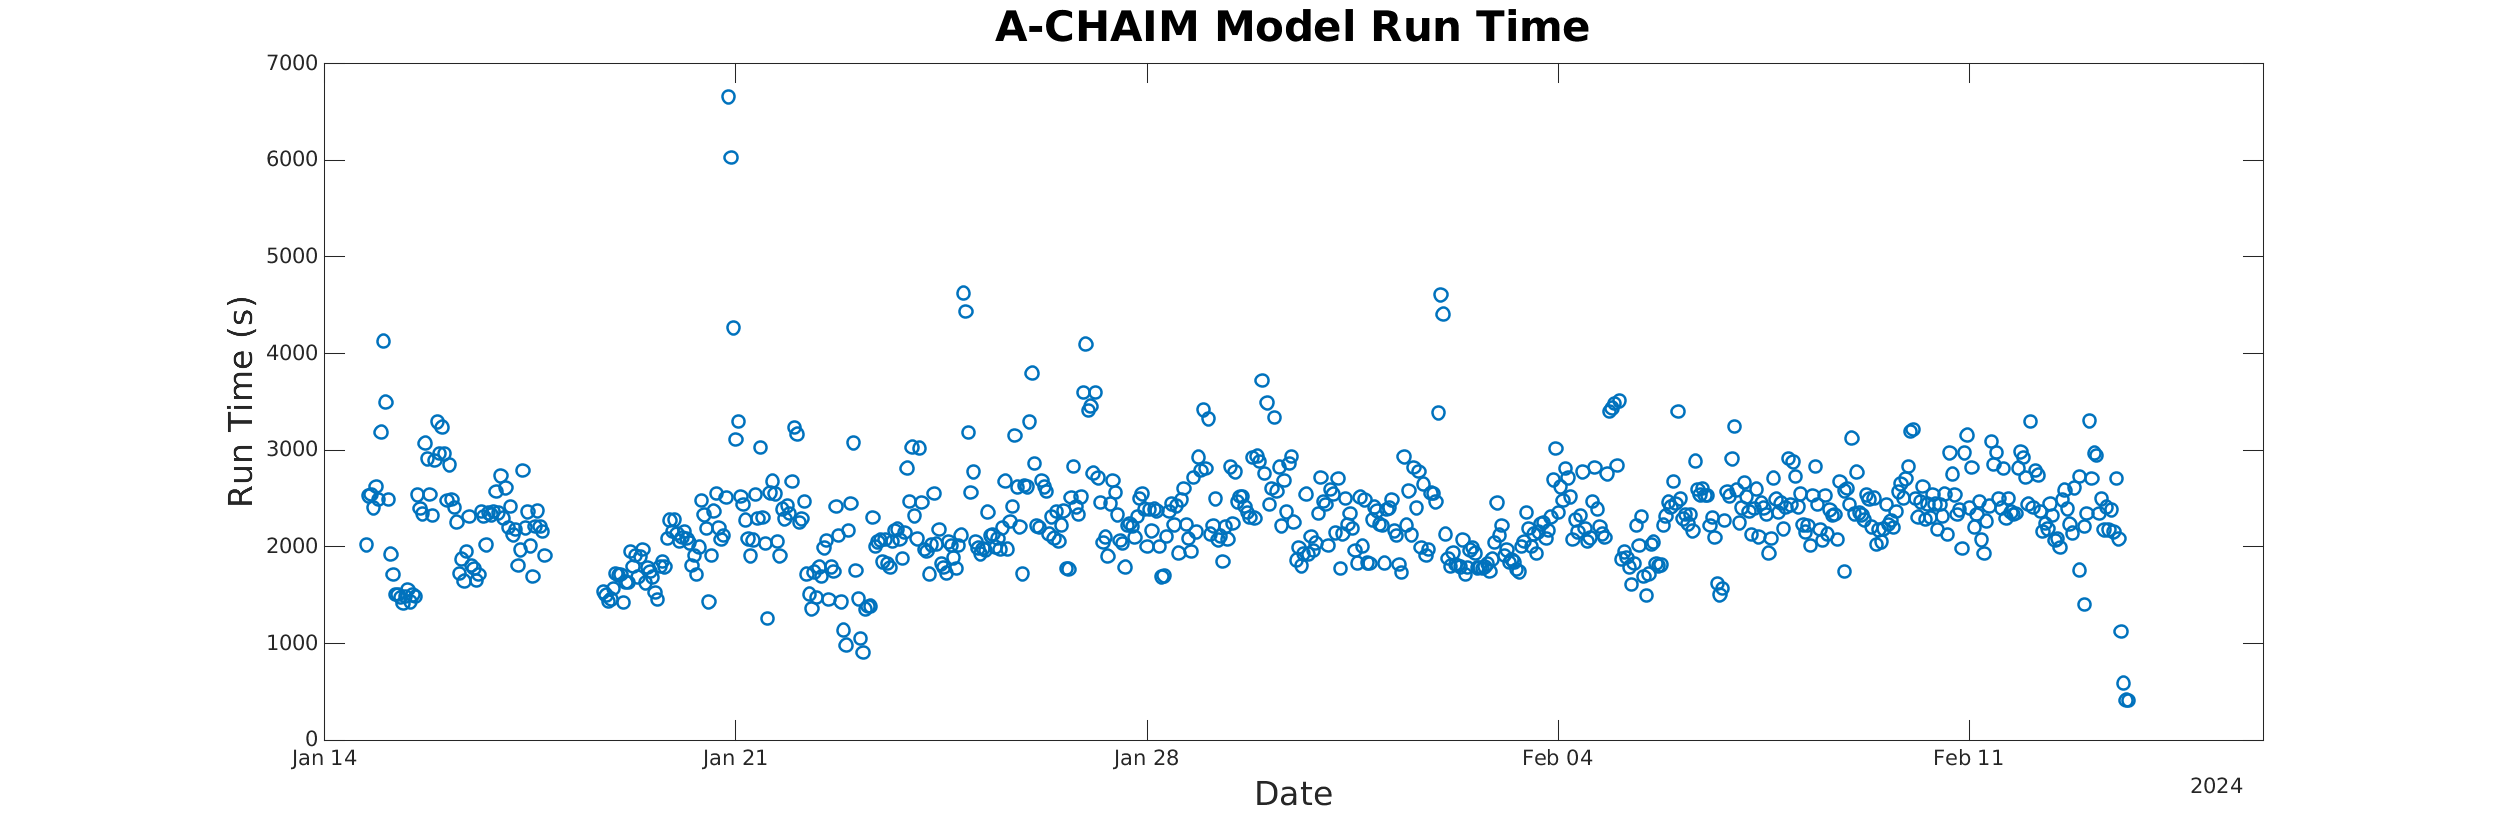 A-CHAIM Model Run Time
7000
6000
5000
4000
3000
2000
1000
0
Run Time (s)
Jan 14 Jan 21 Jan 28 Feb 04 Feb 11
2024
Date